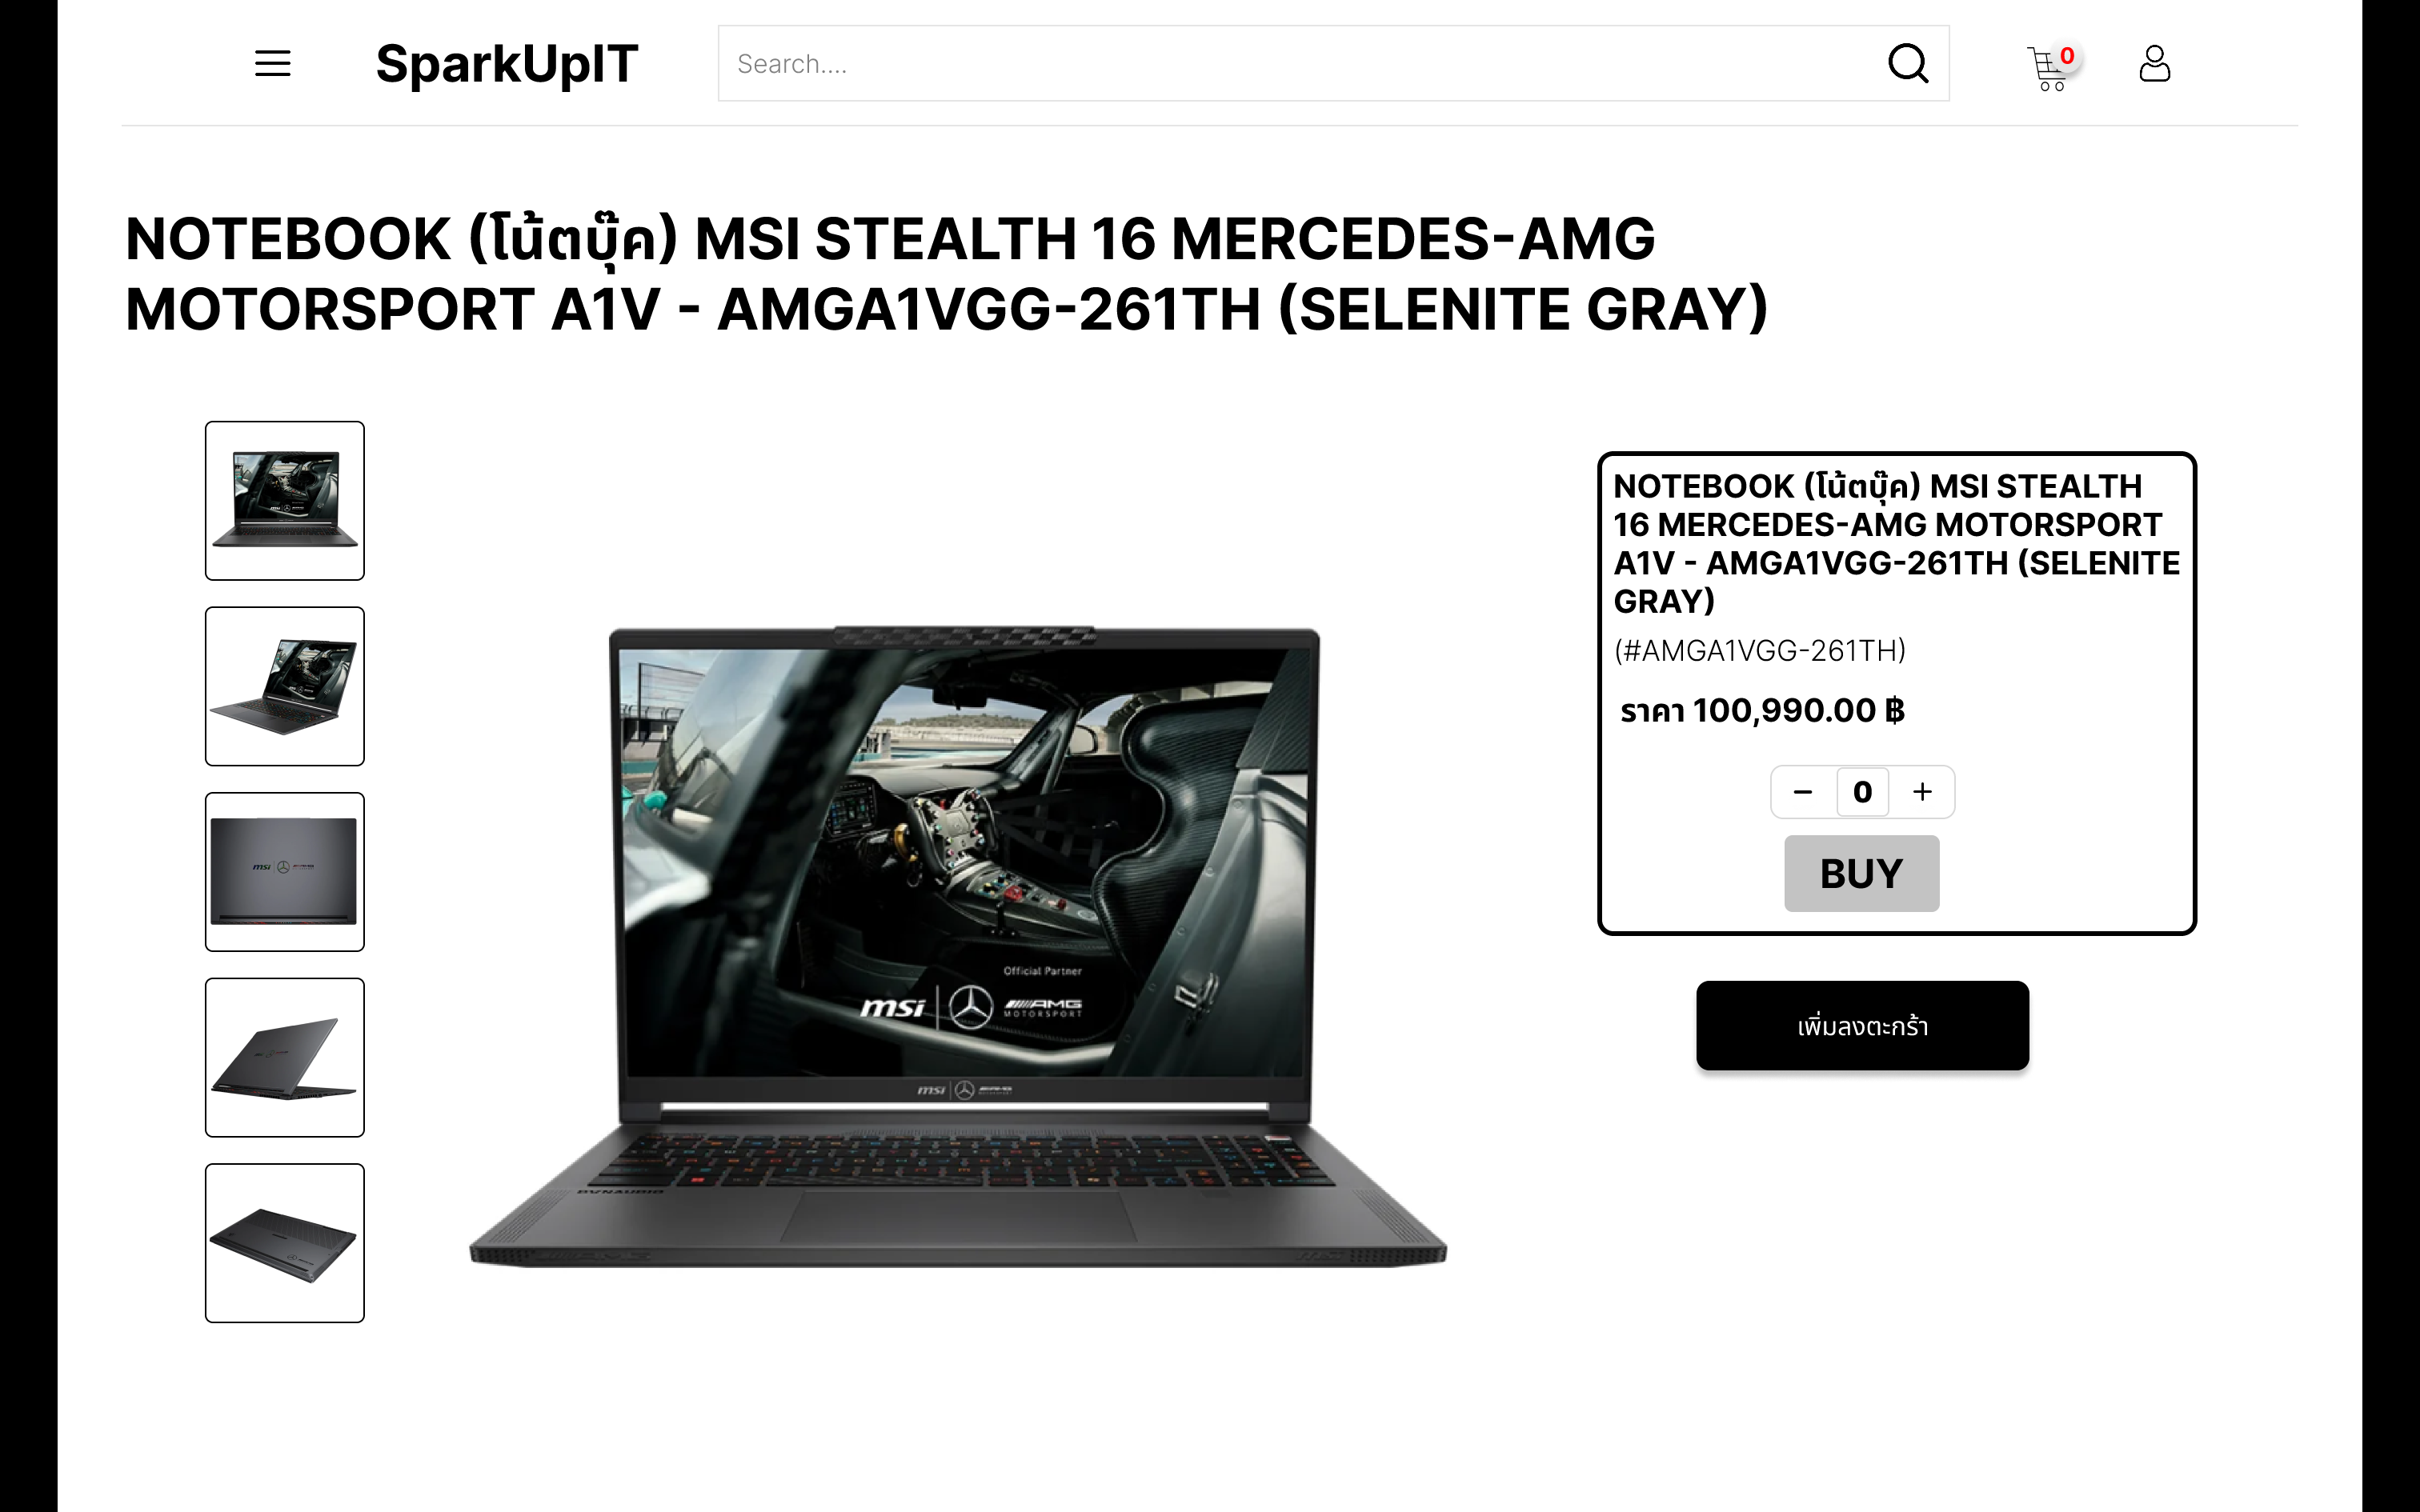 SparkUpIT
Search....
0
NOTEBOOK (โน้ตบุ๊ค) MSI STEALTH 16 MERCEDES-AMG
MOTORSPORT A1V - AMGA1VGG-261TH (SELENITE GRAY)
NOTEBOOK (โน้ตบุ๊ค) MSI STEALTH
16 MERCEDES-AMG MOTORSPORT
A1V - AMGA1VGG-261TH (SELENITE
GRAY)
(#AMGA1VGG-261TH)
ราคา 100,990.00 ฿
− 0 +
BUY
เพิ่มลงตะกร้า
Official Partner
msi AMG
MOTORSPORT
msi
DYNAUDIO
msi